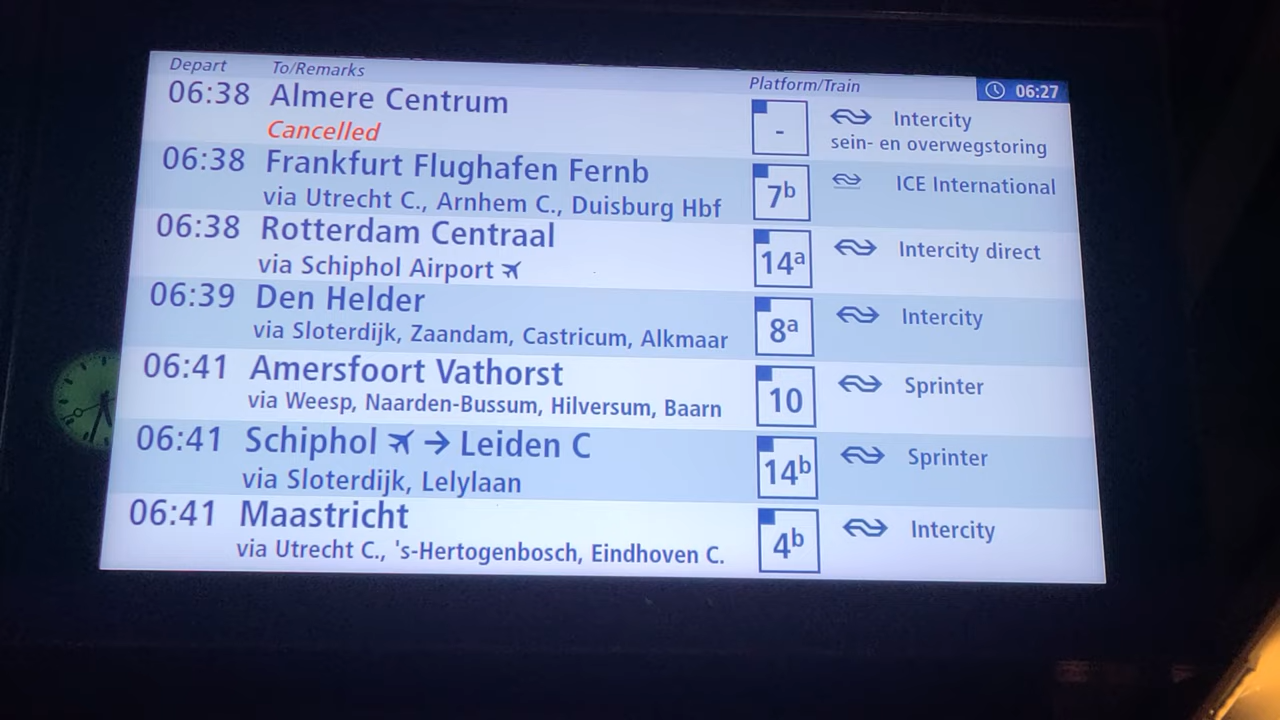 Depart To/Remarks Platform/Train 06:27
06:38 Almere Centrum - Intercity
Cancelled sein- en overwegstoring
06:38 Frankfurt Flughafen Fernb 7b ICE International
via Utrecht C., Arnhem C., Duisburg Hbf
06:38 Rotterdam Centraal 14a Intercity direct
via Schiphol Airport ✈
06:39 Den Helder 8a Intercity
via Sloterdijk, Zaandam, Castricum, Alkmaar
06:41 Amersfoort Vathorst 10 Sprinter
via Weesp, Naarden-Bussum, Hilversum, Baarn
06:41 Schiphol ✈ → Leiden C 14b Sprinter
via Sloterdijk, Lelylaan
06:41 Maastricht 4b Intercity
via Utrecht C., 's-Hertogenbosch, Eindhoven C.